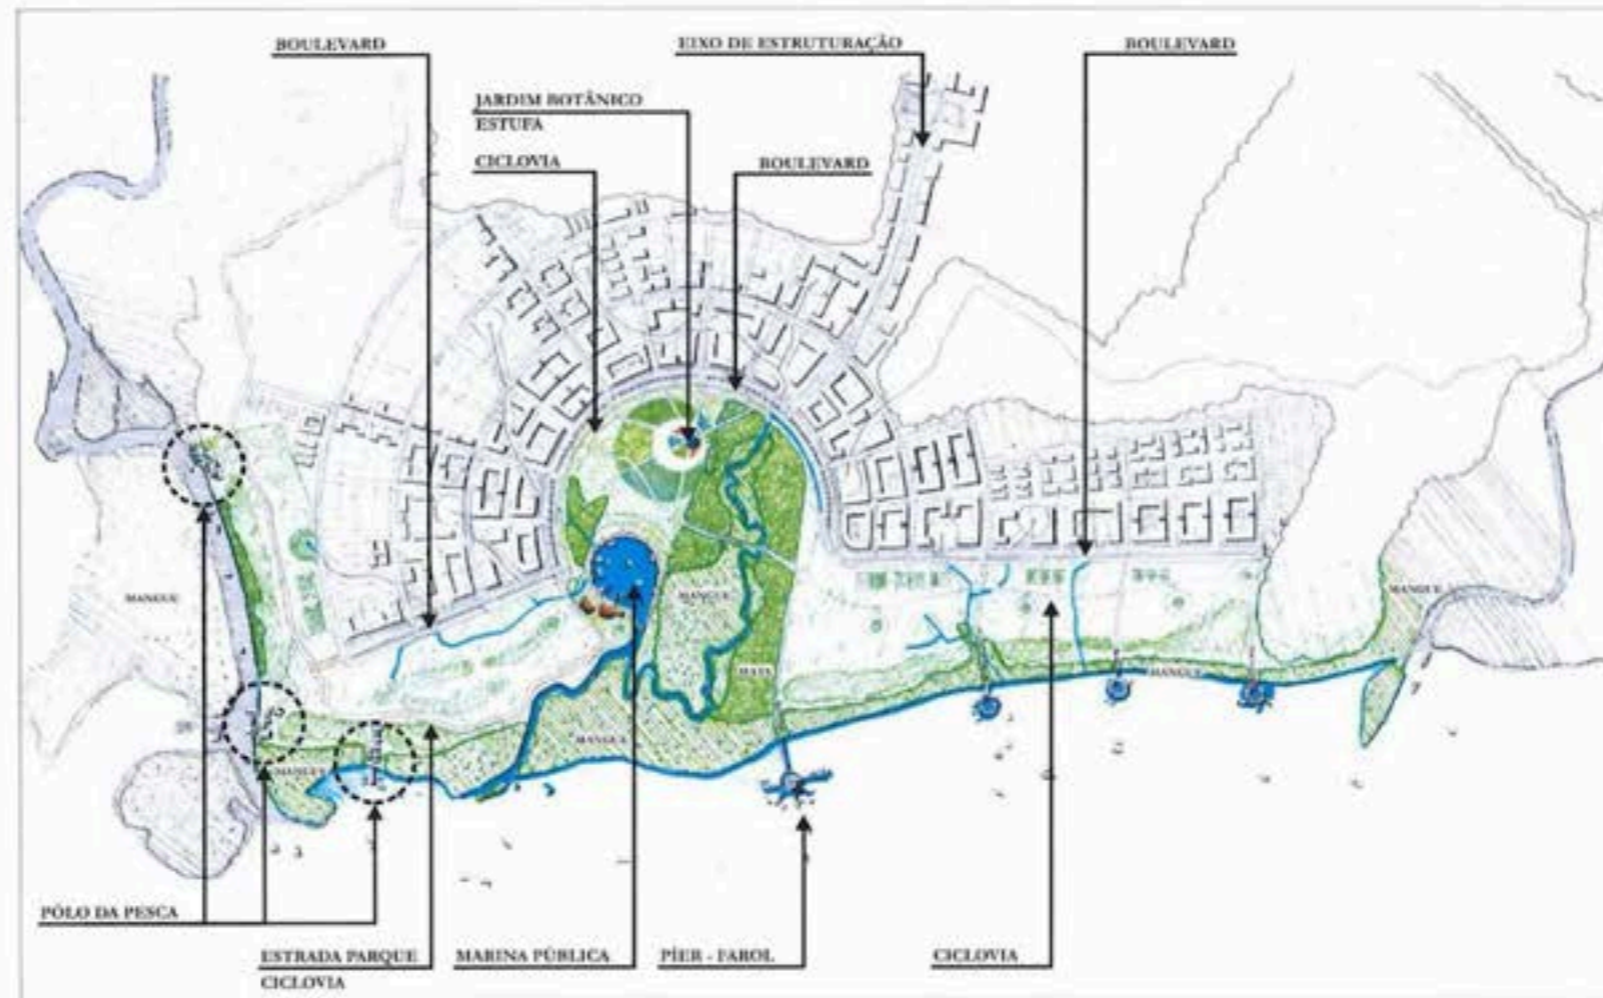 BOULEVARD
EIXO DE ESTRUTURAÇÃO
BOULEVARD
JARDIM BOTÂNICO
ESTUFA
CICLOVIA
BOULEVARD
MANGUE
MANGUE
MANGUE
MATA
MANGUE
MANGUE
MANGUE
PÓLO DA PESCA
ESTRADA PARQUE
CICLOVIA
MARINA PÚBLICA
PÍER - FAROL
CICLOVIA